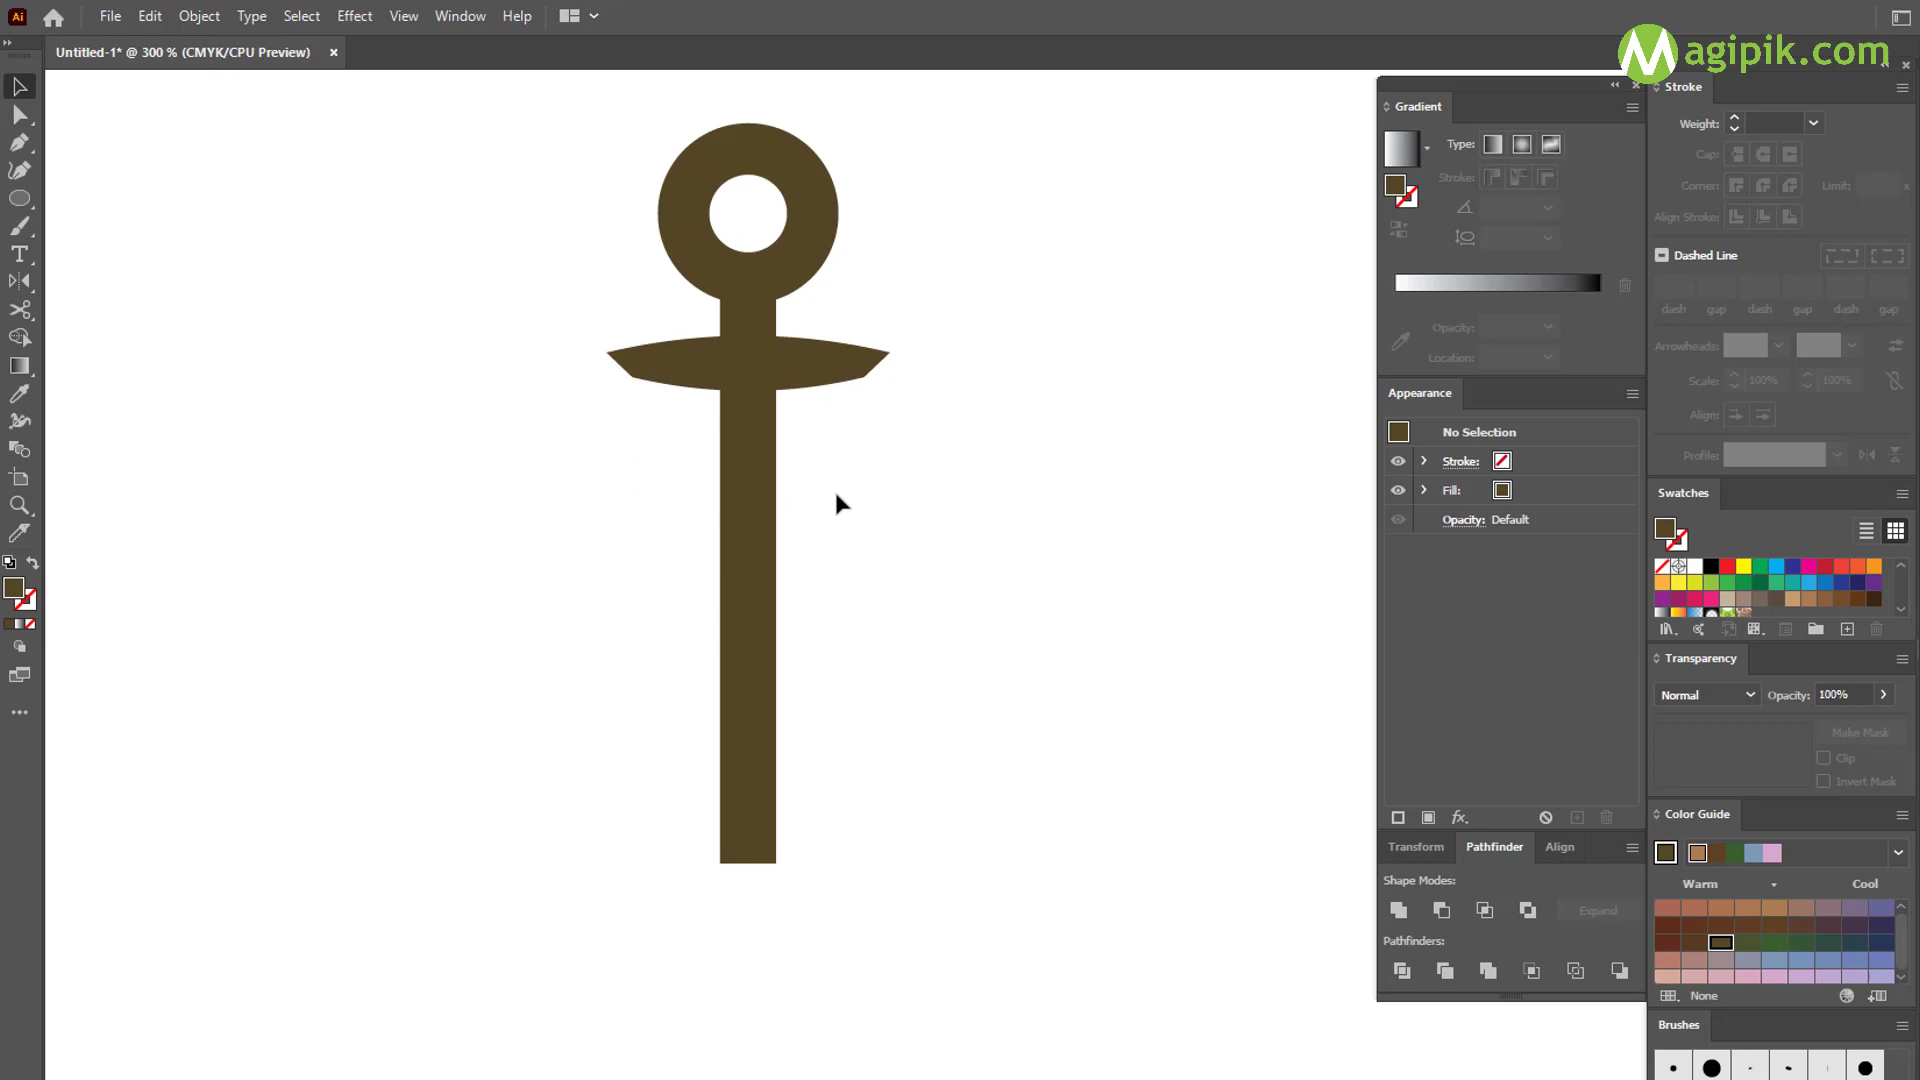 Ai File Edit Object Type Select Effect View Window Help
Magipik.com
Untitled-1* @ 300 % (CMYK/CPU Preview)
Gradient
Type:
Stroke:
Opacity:
Location:
Appearance
No Selection
Stroke:
Fill:
Opacity: Default
Transform Pathfinder Align
Shape Modes:
Expand
Pathfinders:
Stroke
Weight:
Cap:
Corner: Limit: x
Align Stroke:
Dashed Line
dash gap dash gap dash gap
Arrowheads:
Scale: 100% 100%
Align:
Profile:
Swatches
Transparency
Normal Opacity: 100%
Make Mask
Clip
Invert Mask
Color Guide
Warm Cool
None
Brushes